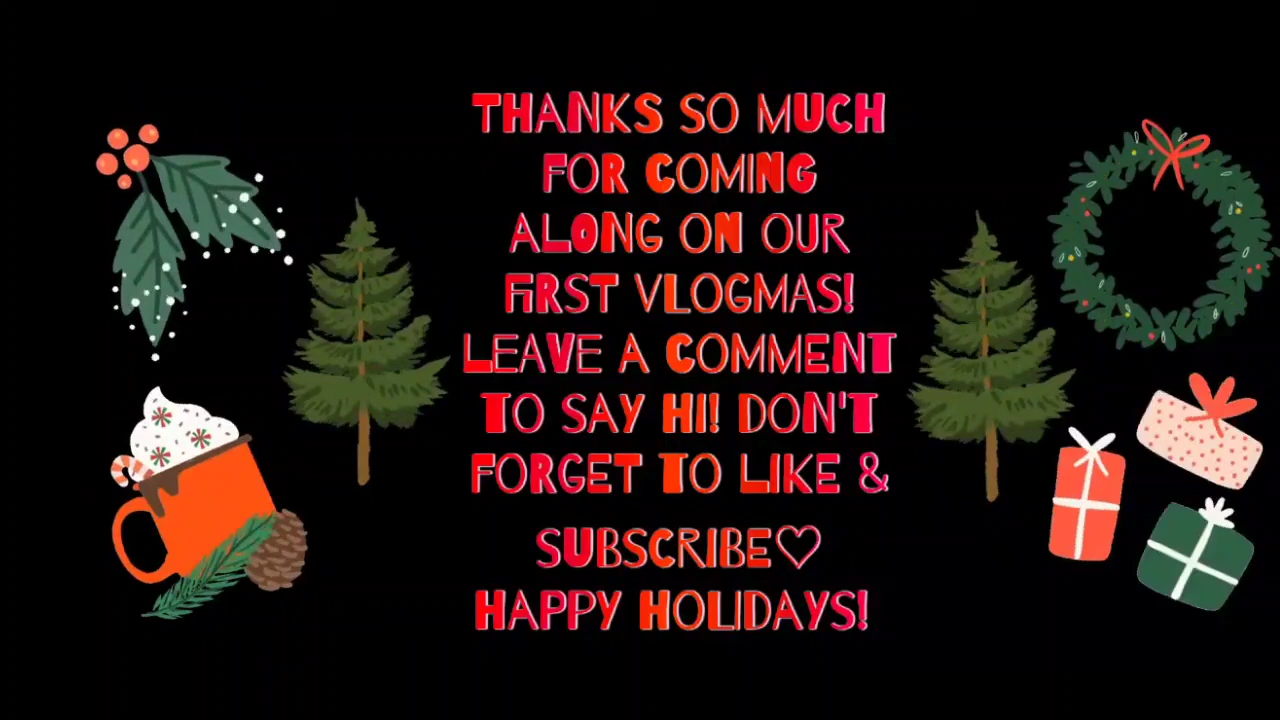 THANKS SO MUCH
FOR COMING
ALONG ON OUR
FIRST VLOGMAS!
LEAVE A COMMENT
TO SAY HI! DON'T
FORGET TO LIKE &
SUBSCRIBE♡
HAPPY HOLIDAYS!